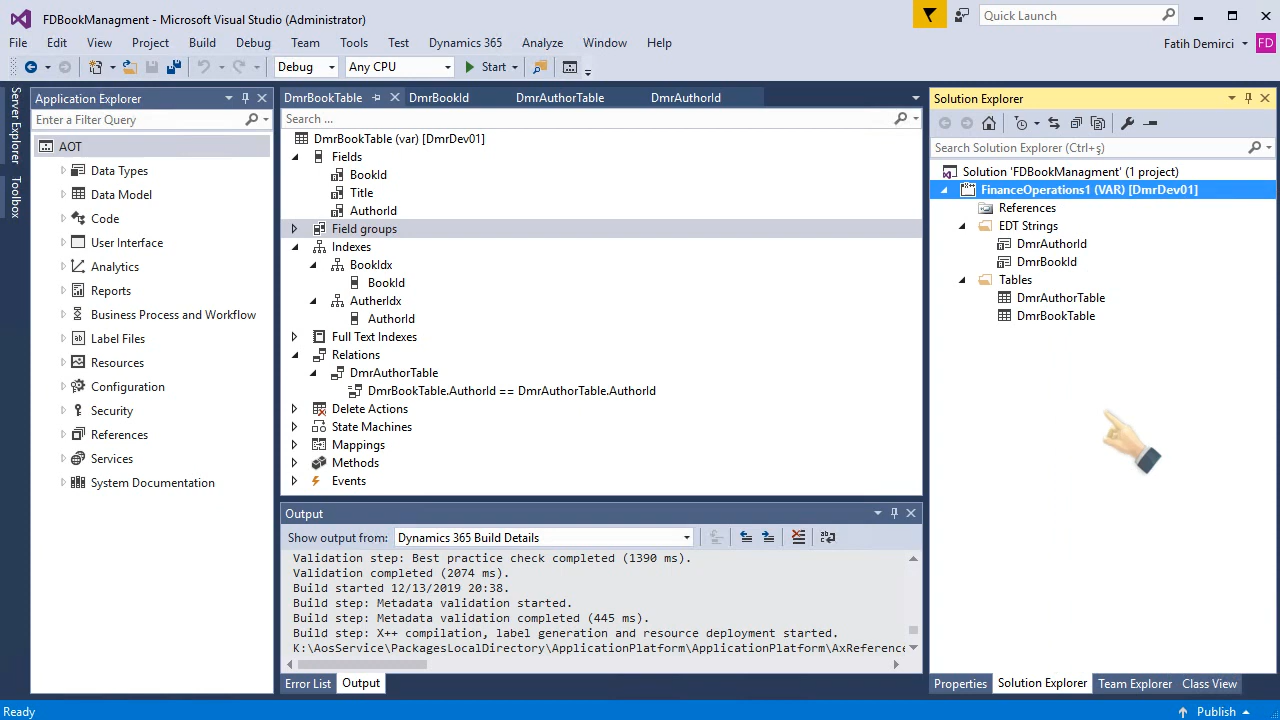 FDBookManagment - Microsoft Visual Studio (Administrator)
Quick Launch
File Edit View Project Build Debug Team Tools Test Dynamics 365 Analyze Window Help
Fatih Demirci FD
Debug Any CPU Start
Server Explorer
Toolbox
Application Explorer
Enter a Filter Query
AOT
Data Types
Data Model
Code
User Interface
Analytics
Reports
Business Process and Workflow
Label Files
Resources
Configuration
Security
References
Services
System Documentation
DmrBookTable DmrBookId DmrAuthorTable DmrAuthorId
Search ...
DmrBookTable (var) [DmrDev01]
Fields
BookId
Title
AuthorId
Field groups
Indexes
BookIdx
BookId
AutherIdx
AuthorId
Full Text Indexes
Relations
DmrAuthorTable
DmrBookTable.AuthorId == DmrAuthorTable.AuthorId
Delete Actions
State Machines
Mappings
Methods
Events
Output
Show output from: Dynamics 365 Build Details
Validation step: Best practice check completed (1390 ms).
Validation completed (2074 ms).
Build started 12/13/2019 20:38.
Build step: Metadata validation started.
Build step: Metadata validation completed (445 ms).
Build step: X++ compilation, label generation and resource deployment started.
K:\AosService\PackagesLocalDirectory\ApplicationPlatform\ApplicationPlatform\AxReference
Error List Output
Solution Explorer
Search Solution Explorer (Ctrl+ş)
Solution 'FDBookManagment' (1 project)
FinanceOperations1 (VAR) [DmrDev01]
References
EDT Strings
DmrAuthorId
DmrBookId
Tables
DmrAuthorTable
DmrBookTable
Properties Solution Explorer Team Explorer Class View
Ready
Publish